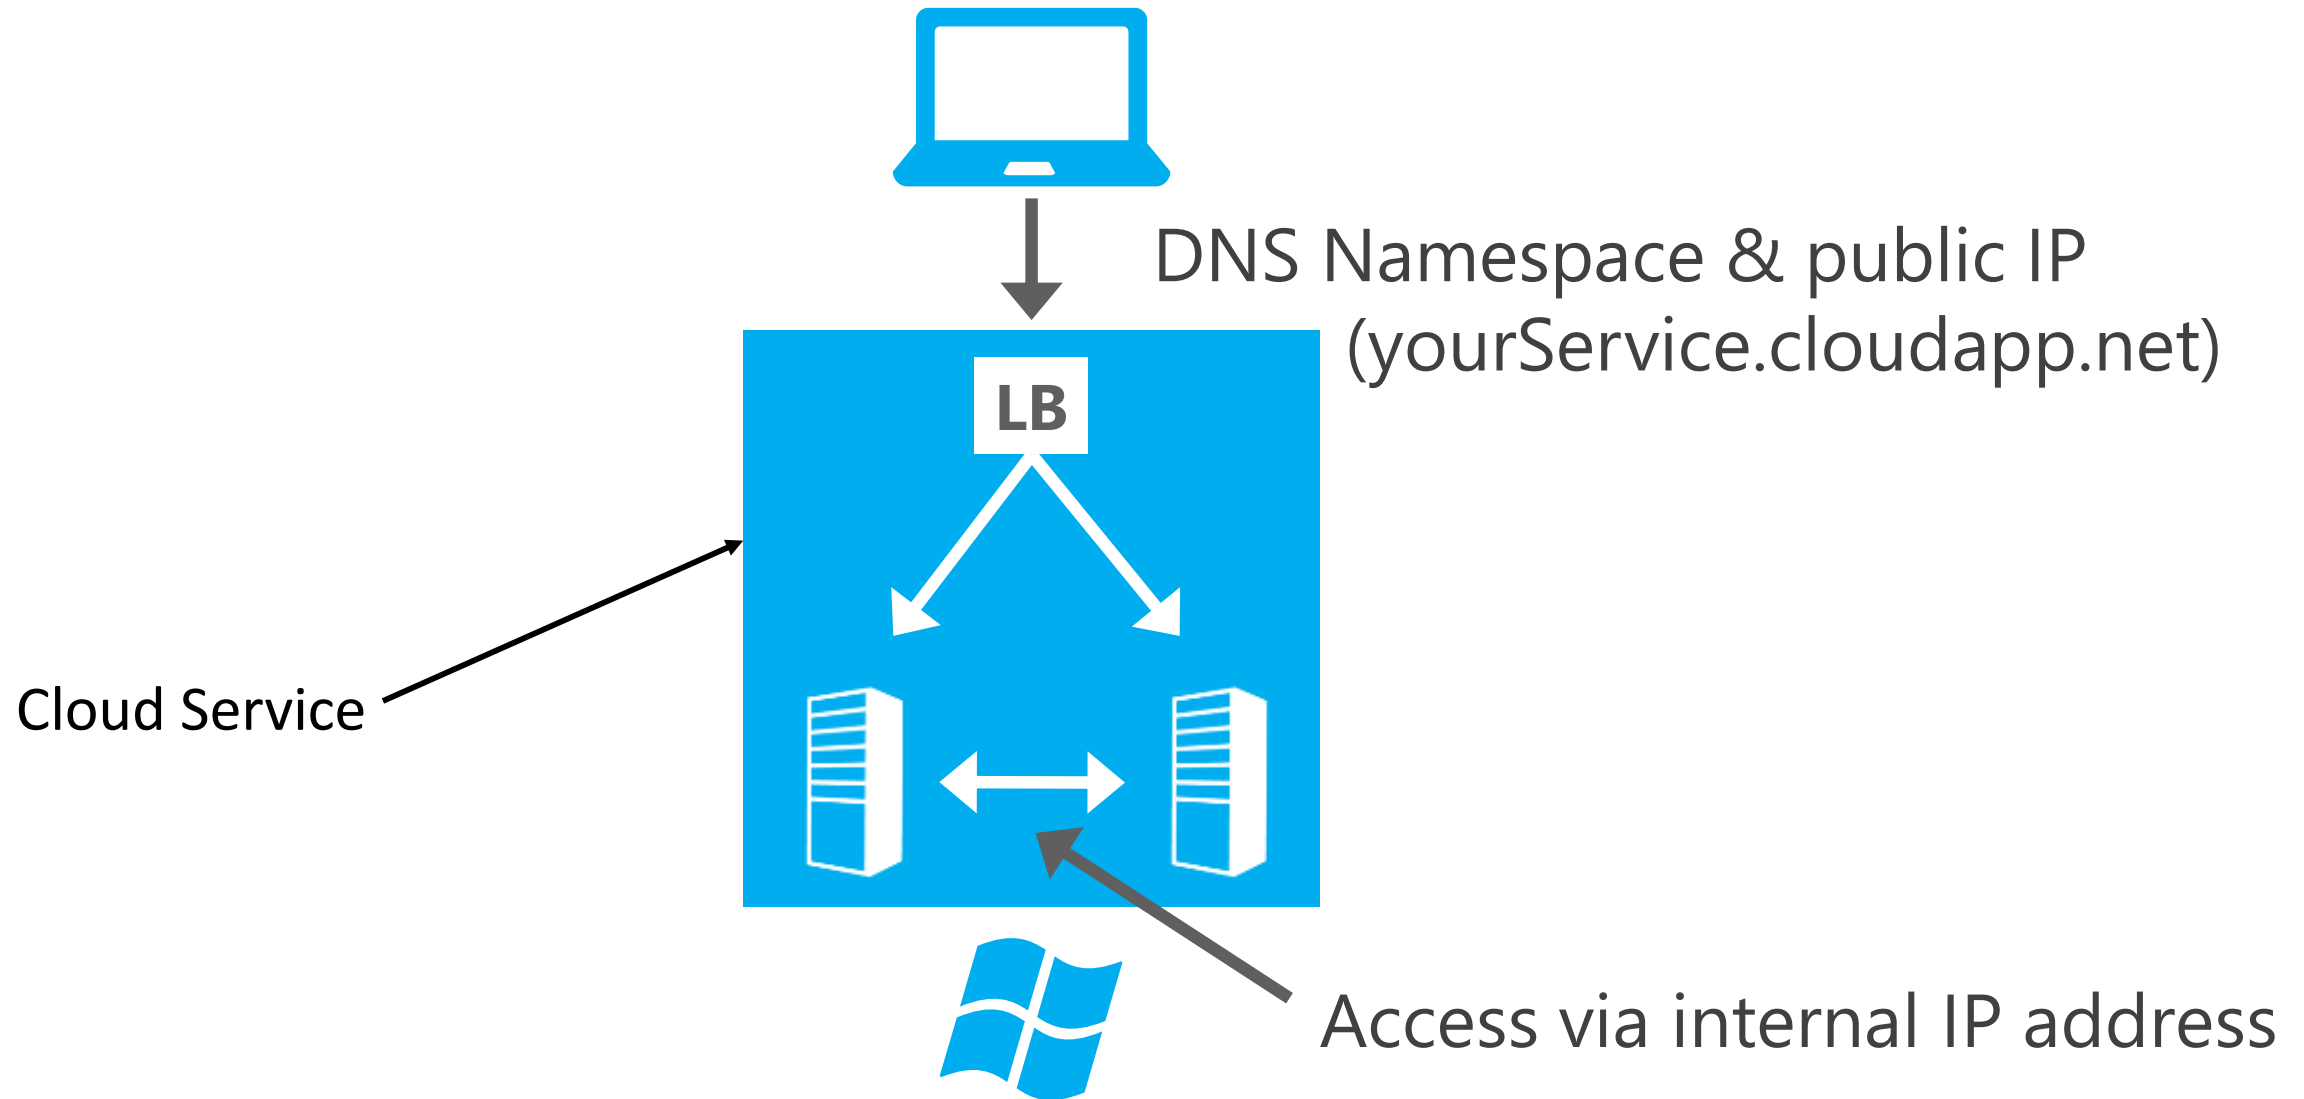 DNS Namespace & public IP
(yourService.cloudapp.net)
LB
Cloud Service
Access via internal IP address